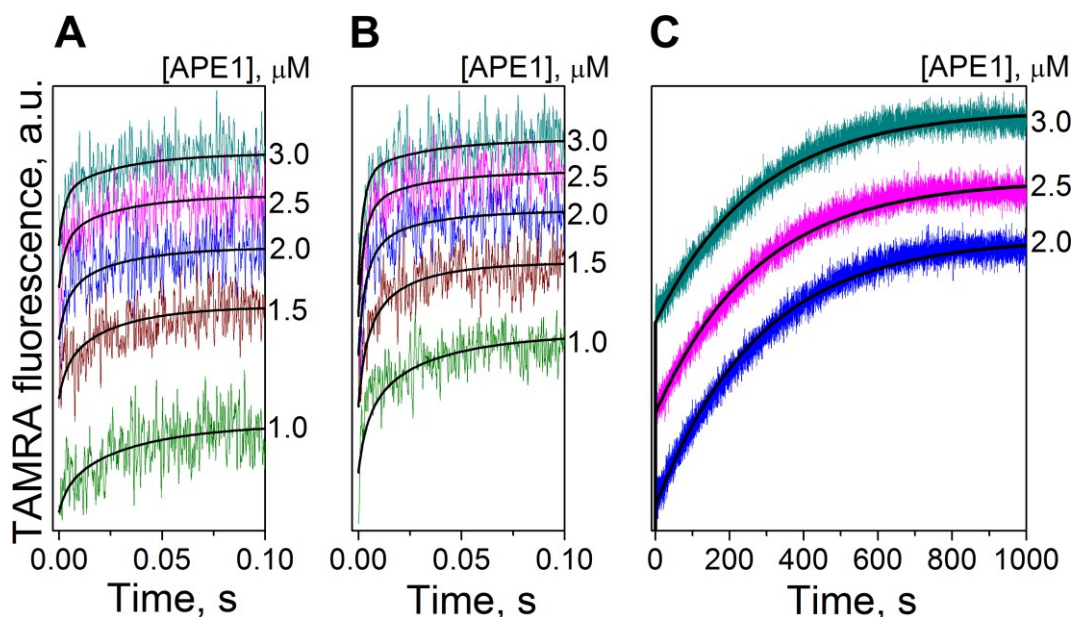 A
B
C
[APE1], μM
[APE1], μM
[APE1], μM
TAMRA fluorescence, a.u.
3.0
2.5
2.0
1.5
1.0
3.0
2.5
2.0
1.5
1.0
3.0
2.5
2.0
0.00 0.05 0.10
0.00 0.05 0.10
0 200 400 600 800 1000
Time, s
Time, s
Time, s